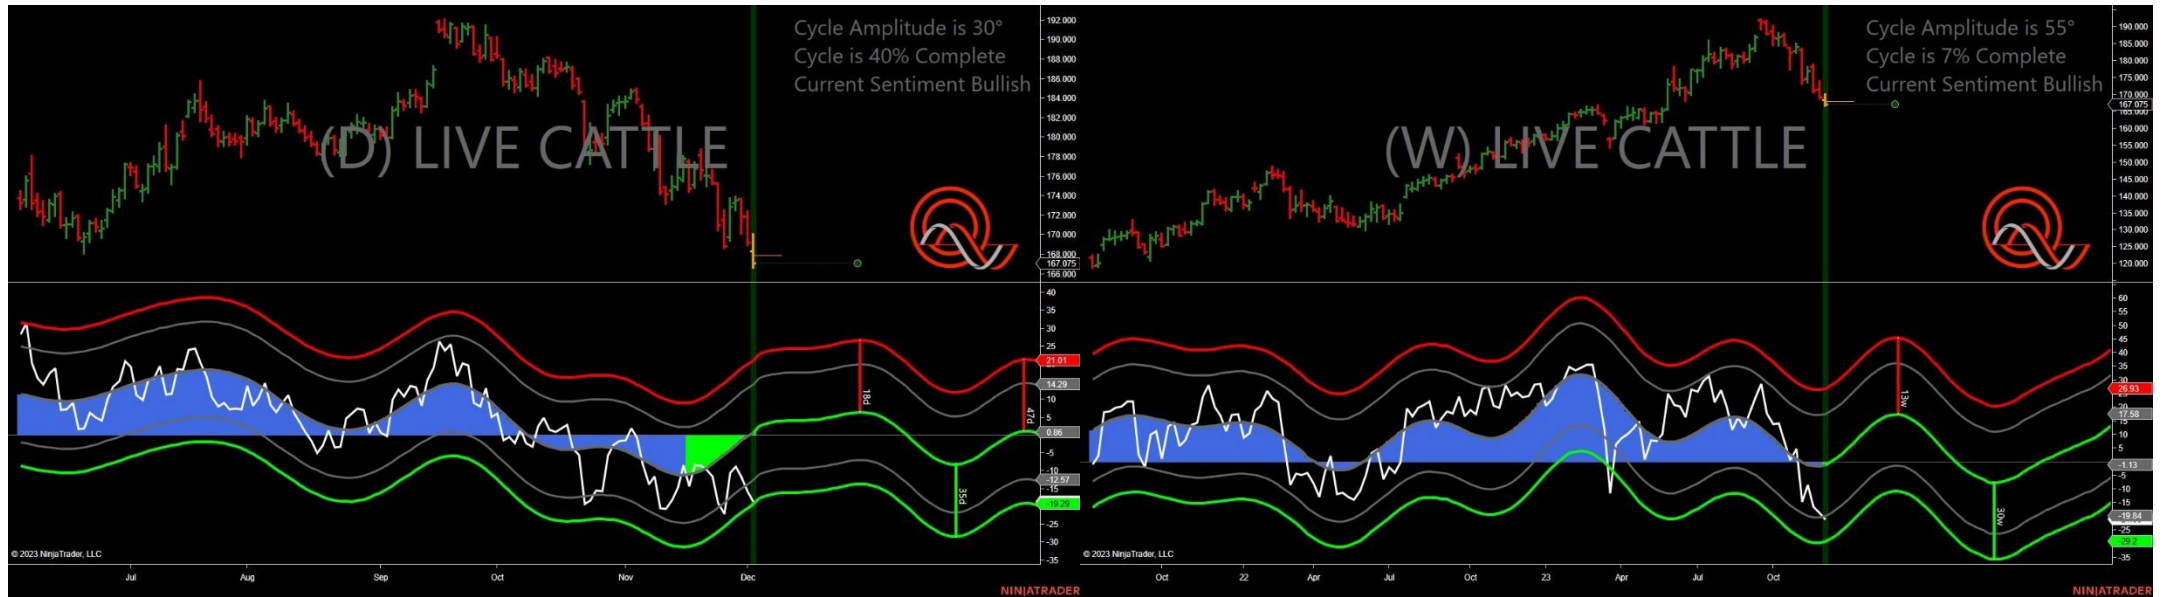 Cycle Amplitude is 30°
Cycle is 40% Complete
Current Sentiment Bullish
(D) LIVE CATTLE
192.000
190.000
188.000
186.000
184.000
182.000
180.000
178.000
176.000
174.000
172.000
170.000
168.000
167.075
166.000
40
35
30
25
21.01
14.29
10
5
0.86
-5
-10
-12.57
-15
-19.29
-25
-30
-35
18d
35d
47d
© 2023 NinjaTrader, LLC
Jul
Aug
Sep
Oct
Nov
Dec
NINJATRADER
Cycle Amplitude is 55°
Cycle is 7% Complete
Current Sentiment Bullish
(W) LIVE CATTLE
190.000
185.000
180.000
175.000
170.000
167.075
165.000
160.000
155.000
150.000
145.000
140.000
135.000
130.000
125.000
120.000
60
55
50
45
40
35
30
26.93
20
17.58
15
10
5
-1.13
-5
-10
-15
-19.84
-25
-29.2
-35
13w
30w
© 2023 NinjaTrader, LLC
Oct
22
Apr
Jul
Oct
23
Apr
Jul
Oct
NINJATRADER